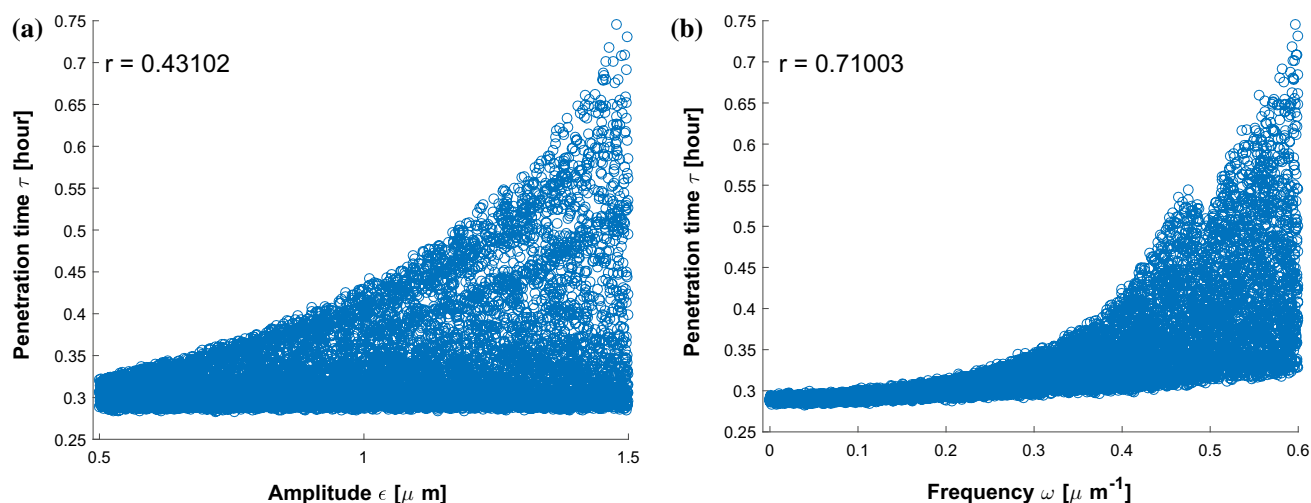 (a)
r = 0.43102
Penetration time τ [hour]
0.75
0.7
0.65
0.6
0.55
0.5
0.45
0.4
0.35
0.3
0.25
0.5 1 1.5
Amplitude ϵ [μ m]
(b)
r = 0.71003
Penetration time τ [hour]
0.75
0.7
0.65
0.6
0.55
0.5
0.45
0.4
0.35
0.3
0.25
0 0.1 0.2 0.3 0.4 0.5 0.6
Frequency ω [μ m⁻¹]